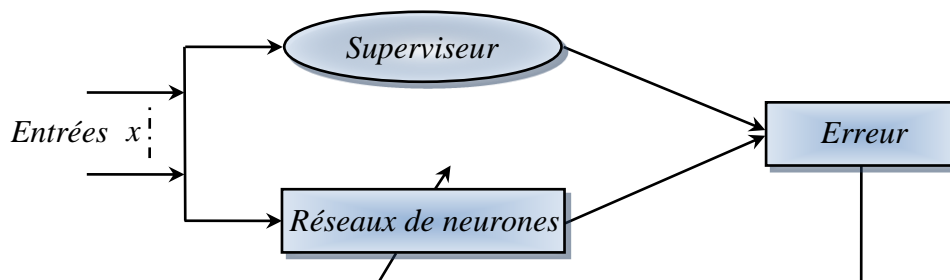 Superviseur
Entrées x
Erreur
Réseaux de neurones